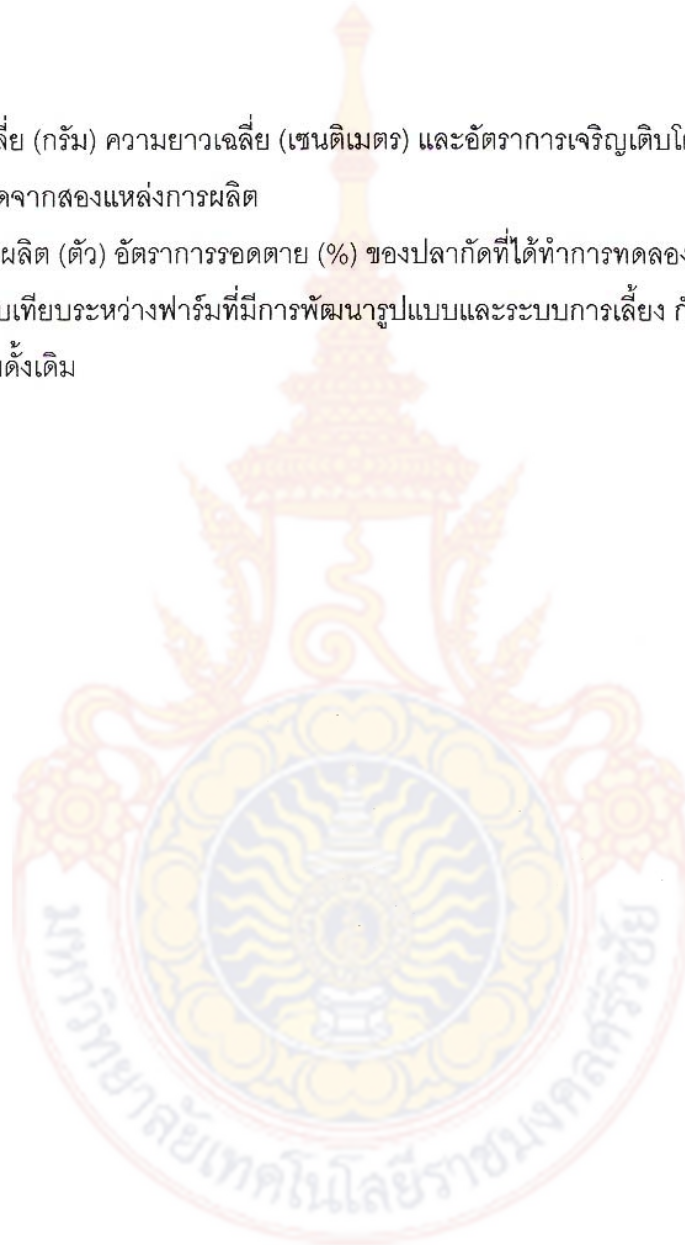 ลี่ย (กรัม) ความยาวเฉลี่ย (เซนติเมตร) และอัตราการเจริญเติบโต
ดจากสองแหล่งการผลิต
ผลิต (ตัว) อัตราการรอดตาย (%) ของปลากัดที่ได้ทำการทดลอง
บเทียบระหว่างฟาร์มที่มีการพัฒนารูปแบบและระบบการเลี้ยง กั
ดั้งเดิม
มหาวิทยาลัยเทคโนโลยีราชมงคลศรีวิชัย